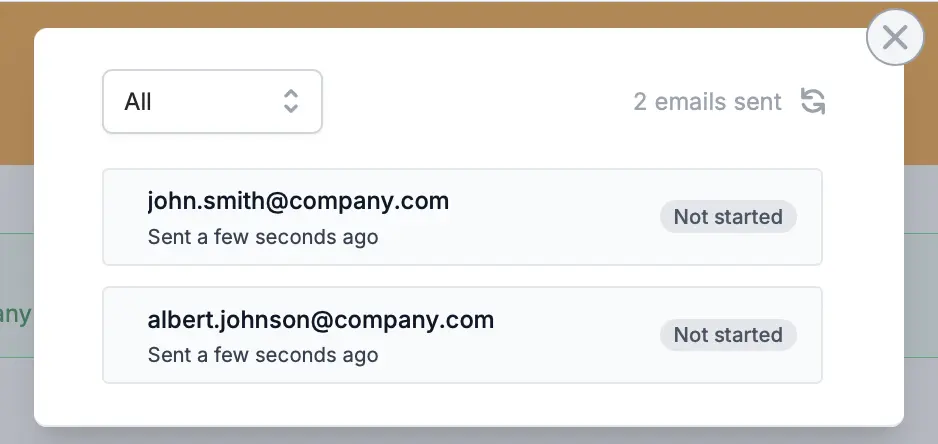 All
2 emails sent
john.smith@company.com
Sent a few seconds ago
Not started
any
albert.johnson@company.com
Sent a few seconds ago
Not started